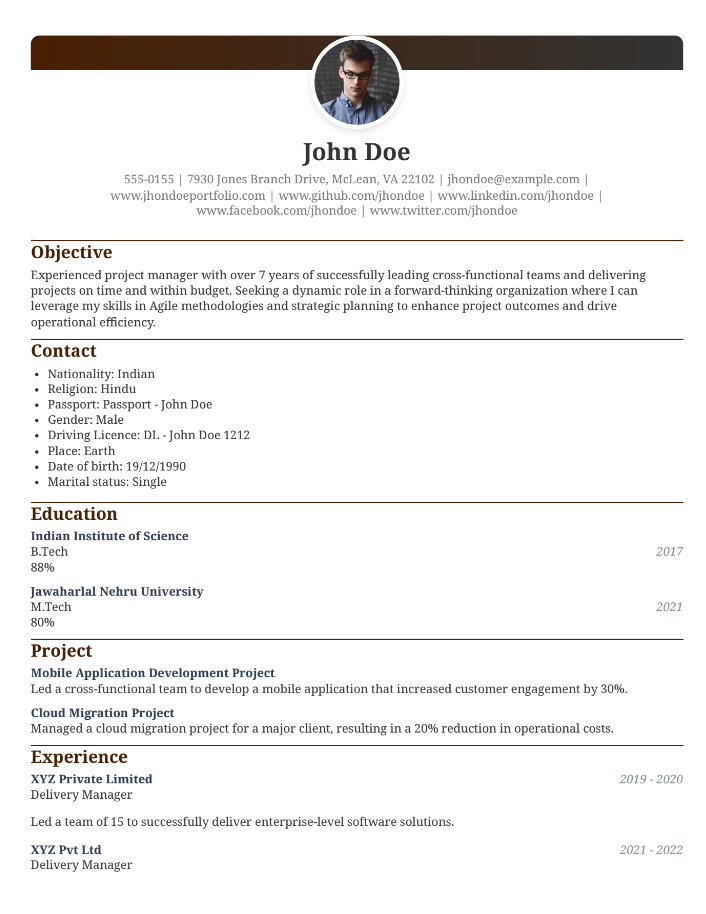 John Doe
555-0155 | 7930 Jones Branch Drive, McLean, VA 22102 | jhondoe@example.com |
www.jhondoeportfolio.com | www.github.com/jhondoe | www.linkedin.com/jhondoe |
www.facebook.com/jhondoe | www.twitter.com/jhondoe
Objective
Experienced project manager with over 7 years of successfully leading cross-functional teams and delivering
projects on time and within budget. Seeking a dynamic role in a forward-thinking organization where I can
leverage my skills in Agile methodologies and strategic planning to enhance project outcomes and drive
operational efficiency.
Contact
• Nationality: Indian
• Religion: Hindu
• Passport: Passport - John Doe
• Gender: Male
• Driving Licence: DL - John Doe 1212
• Place: Earth
• Date of birth: 19/12/1990
• Marital status: Single
Education
Indian Institute of Science
B.Tech 2017
88%
Jawaharlal Nehru University
M.Tech 2021
80%
Project
Mobile Application Development Project
Led a cross-functional team to develop a mobile application that increased customer engagement by 30%.
Cloud Migration Project
Managed a cloud migration project for a major client, resulting in a 20% reduction in operational costs.
Experience
XYZ Private Limited 2019 - 2020
Delivery Manager
Led a team of 15 to successfully deliver enterprise-level software solutions.
XYZ Pvt Ltd 2021 - 2022
Delivery Manager